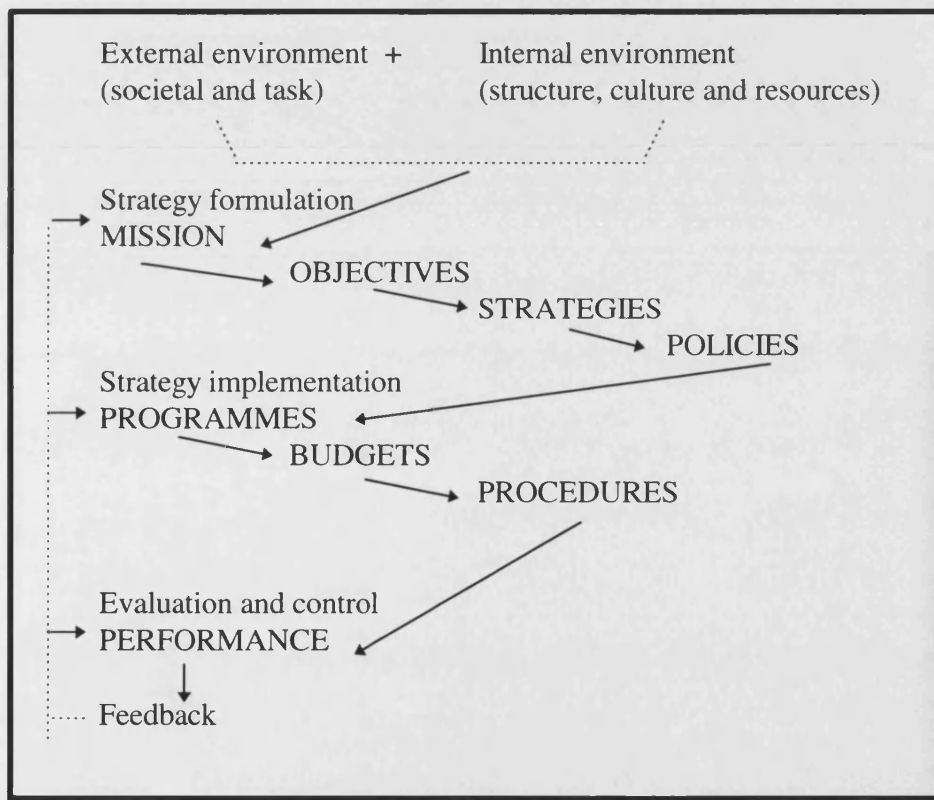 External environment + Internal environment
(societal and task) (structure, culture and resources)
Strategy formulation
MISSION
OBJECTIVES
STRATEGIES
POLICIES
Strategy implementation
PROGRAMMES
BUDGETS
PROCEDURES
Evaluation and control
PERFORMANCE
Feedback